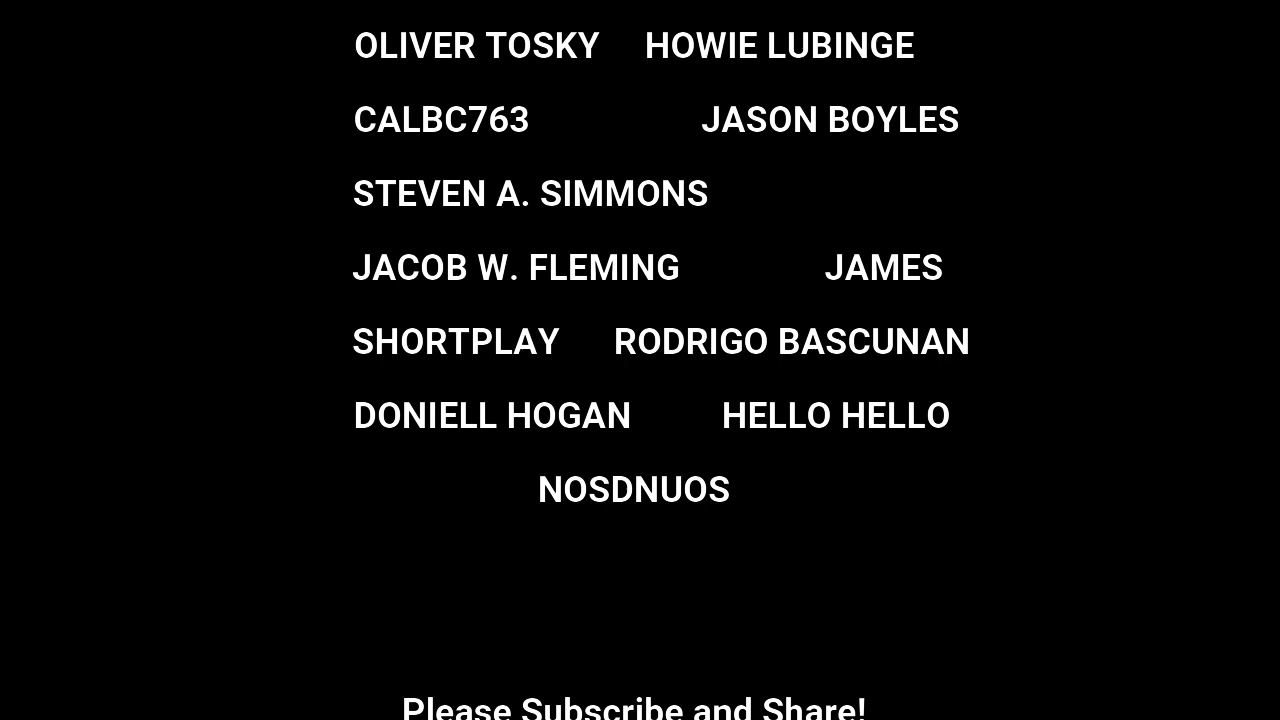 OLIVER TOSKY HOWIE LUBINGE
CALBC763 JASON BOYLES
STEVEN A. SIMMONS
JACOB W. FLEMING JAMES
SHORTPLAY RODRIGO BASCUNAN
DONIELL HOGAN HELLO HELLO
NOSDNUOS
Please Subscribe and Share!